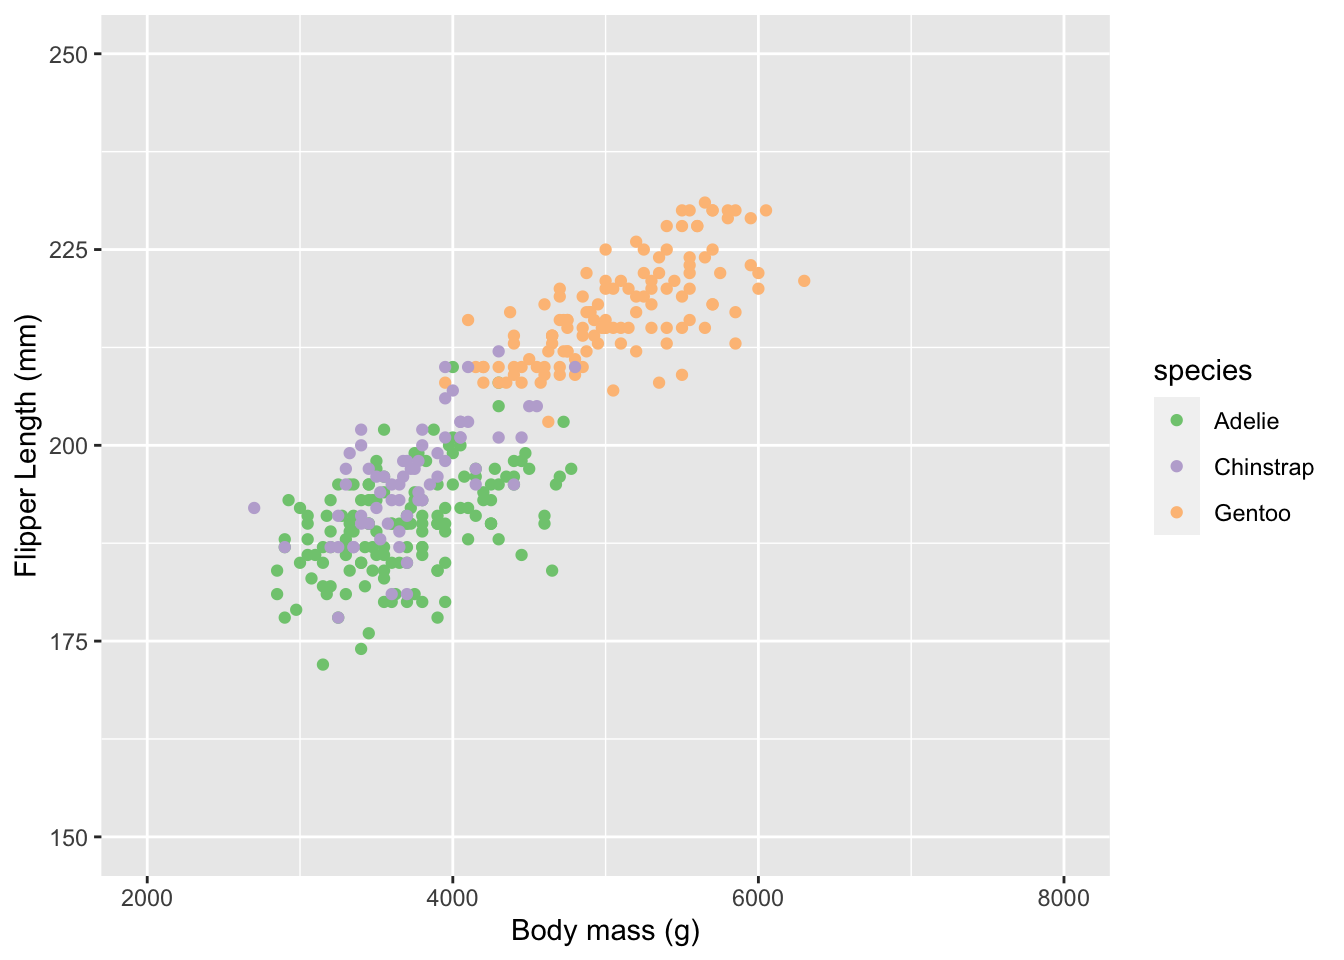 250
225
200
175
150
Flipper Length (mm)
2000 4000 6000 8000
Body mass (g)
species
Adelie
Chinstrap
Gentoo